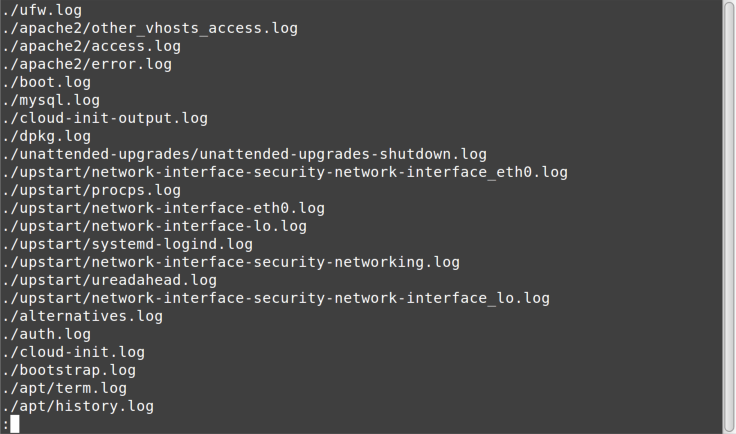 ./ufw.log
./apache2/other_vhosts_access.log
./apache2/access.log
./apache2/error.log
./boot.log
./mysql.log
./cloud-init-output.log
./dpkg.log
./unattended-upgrades/unattended-upgrades-shutdown.log
./upstart/network-interface-security-network-interface_eth0.log
./upstart/procps.log
./upstart/network-interface-eth0.log
./upstart/network-interface-lo.log
./upstart/systemd-logind.log
./upstart/network-interface-security-networking.log
./upstart/ureadahead.log
./upstart/network-interface-security-network-interface_lo.log
./alternatives.log
./auth.log
./cloud-init.log
./bootstrap.log
./apt/term.log
./apt/history.log
: